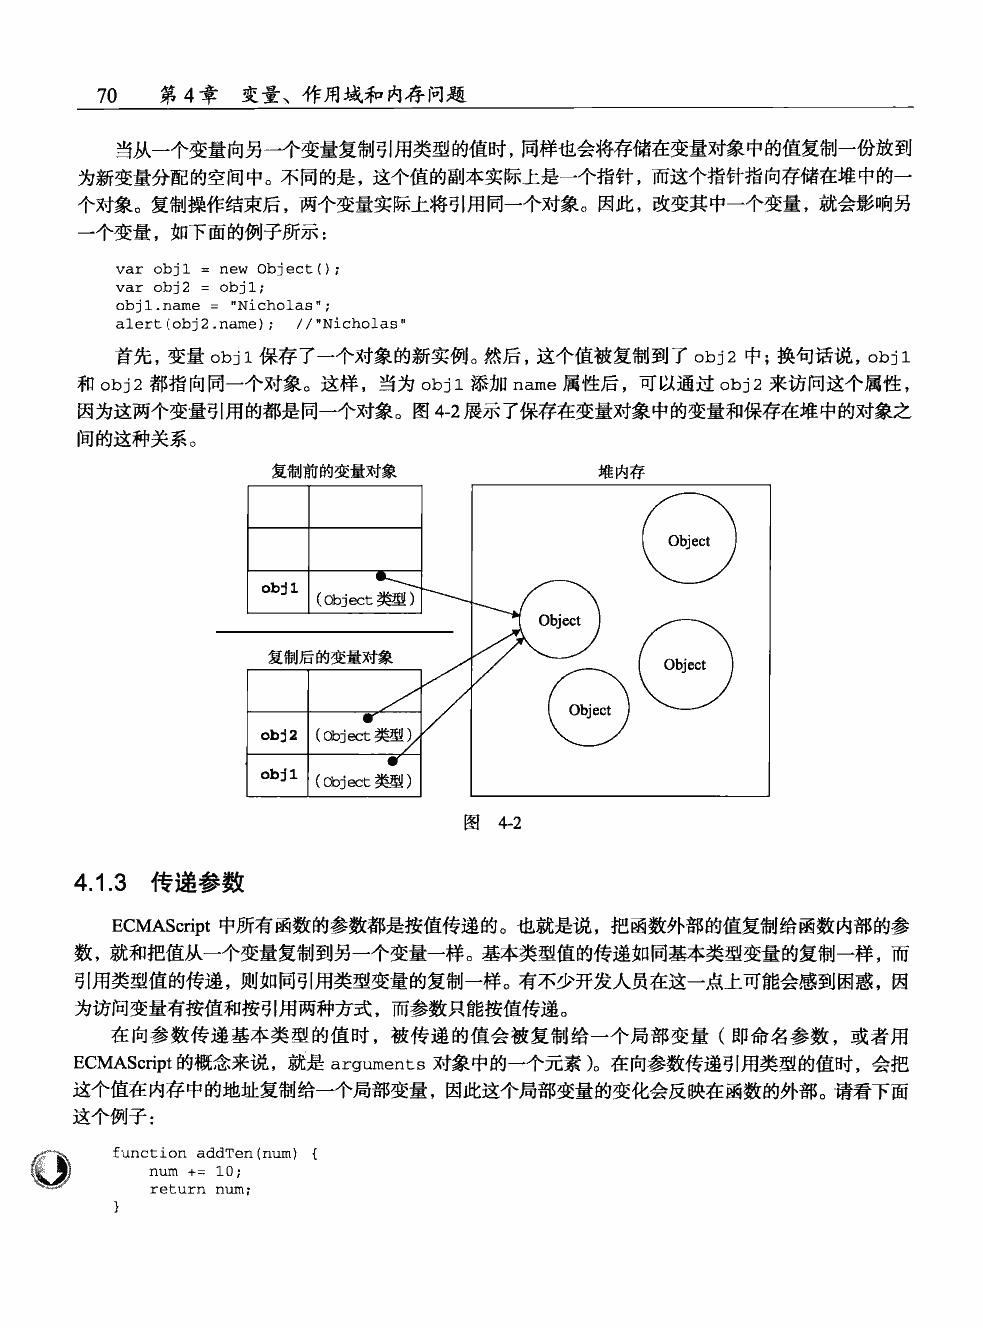 70 第 4 章 变量、作用域和内存问题
当从一个变量向另一个变量复制引用类型的值时，同样也会将存储在变量对象中的值复制一份放到
为新变量分配的空间中。不同的是，这个值的副本实际上是一个指针，而这个指针指向存储在堆中的一
个对象。复制操作结束后，两个变量实际上将引用同一个对象。因此，改变其中一个变量，就会影响另
一个变量，如下面的例子所示：
var obj1 = new Object();
var obj2 = obj1;
obj1.name = "Nicholas";
alert(obj2.name); //"Nicholas"
首先，变量 obj1 保存了一个对象的新实例。然后，这个值被复制到了 obj2 中；换句话说，obj1
和 obj2 都指向同一个对象。这样，当为 obj1 添加 name 属性后，可以通过 obj2 来访问这个属性，
因为这两个变量引用的都是同一个对象。图 4-2 展示了保存在变量对象中的变量和保存在堆中的对象之
间的这种关系。
复制前的变量对象
obj1 （Object 类型）
复制后的变量对象
obj2 （Object 类型）
obj1 （Object 类型）
堆内存
Object
Object
Object
Object
图 4-2
4.1.3 传递参数
ECMAScript 中所有函数的参数都是按值传递的。也就是说，把函数外部的值复制给函数内部的参
数，就和把值从一个变量复制到另一个变量一样。基本类型值的传递如同基本类型变量的复制一样，而
引用类型值的传递，则如同引用类型变量的复制一样。有不少开发人员在这一点上可能会感到困惑，因
为访问变量有按值和按引用两种方式，而参数只能按值传递。
在向参数传递基本类型的值时，被传递的值会被复制给一个局部变量（即命名参数，或者用
ECMAScript 的概念来说，就是 arguments 对象中的一个元素）。在向参数传递引用类型的值时，会把
这个值在内存中的地址复制给一个局部变量，因此这个局部变量的变化会反映在函数的外部。请看下面
这个例子：
function addTen(num) {
num += 10;
return num;
}